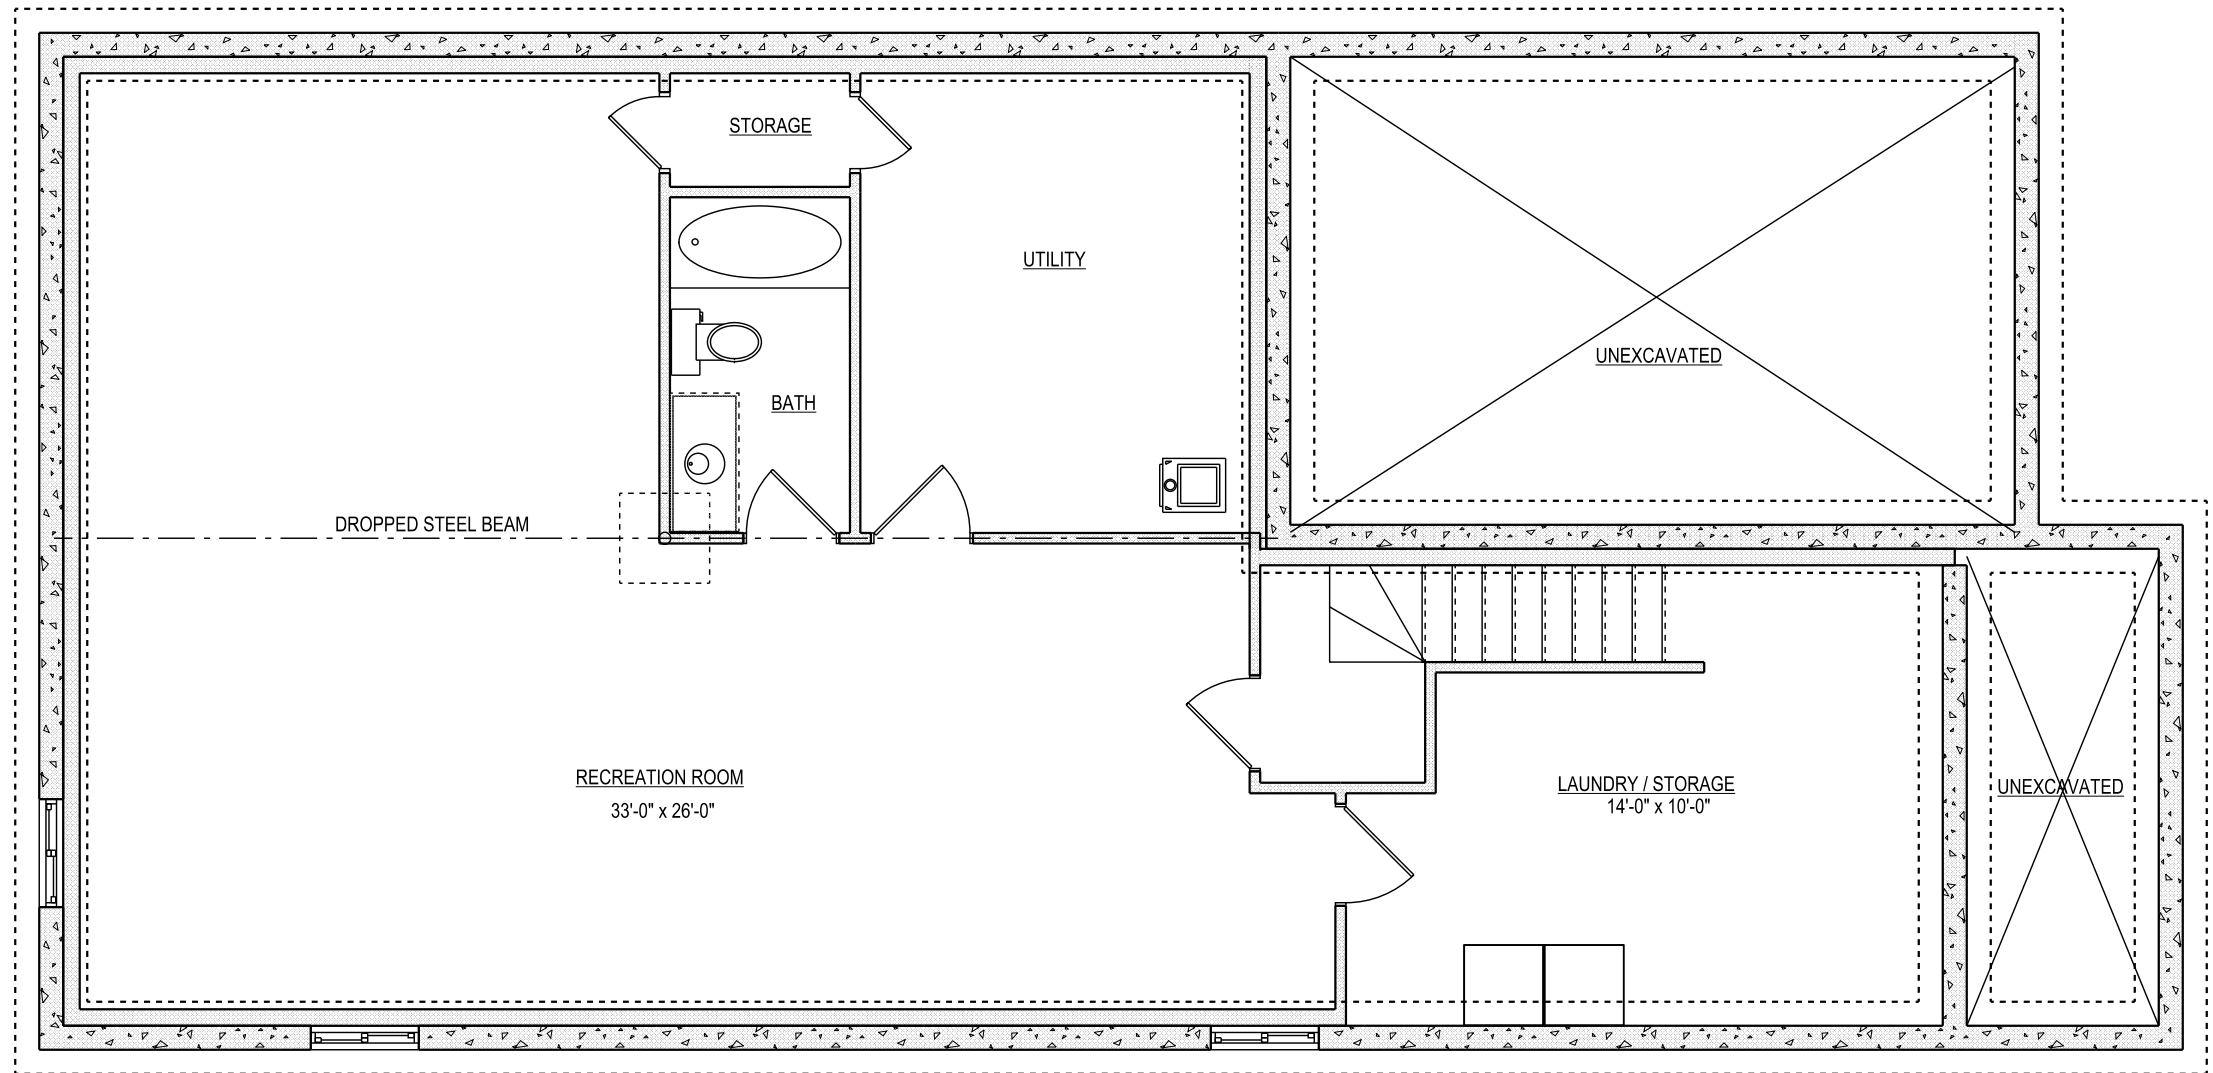 STORAGE
UTILITY
UNEXCAVATED
BATH
DROPPED STEEL BEAM
RECREATION ROOM
33'-0" x 26'-0"
LAUNDRY / STORAGE
14'-0" x 10'-0"
UNEXCAVATED